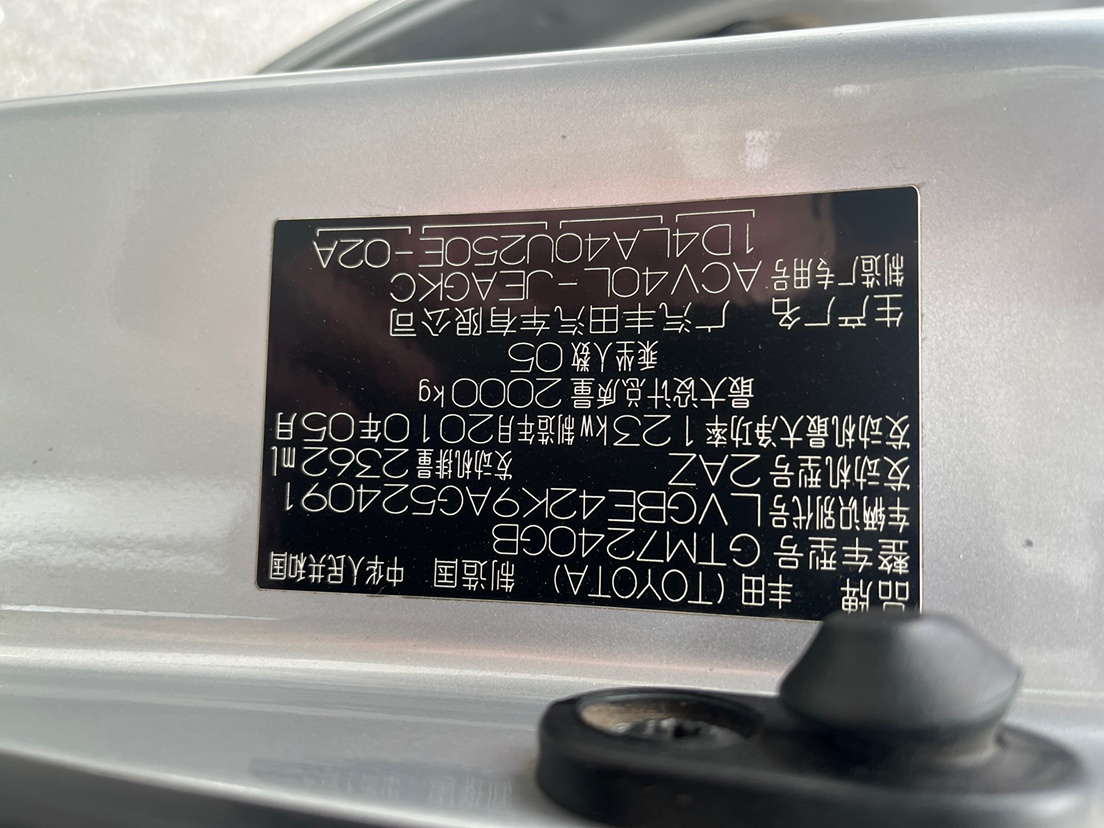 品牌 丰田(TOYOTA) 制造国 中华人民共和国
整车型号 GTM7240GB
车辆识别代号 LVGBE42K9AG524091
发动机型号 2AZ 发动机排量 2362 ml
发动机最大净功率 123kW 制造年月 2010年05月
最大设计总质量 2000kg
乘坐人数 05
生产厂名 广汽丰田汽车有限公司
制造厂专用号 ACV40L-JEAGKC
1D4LA40U250E-02A